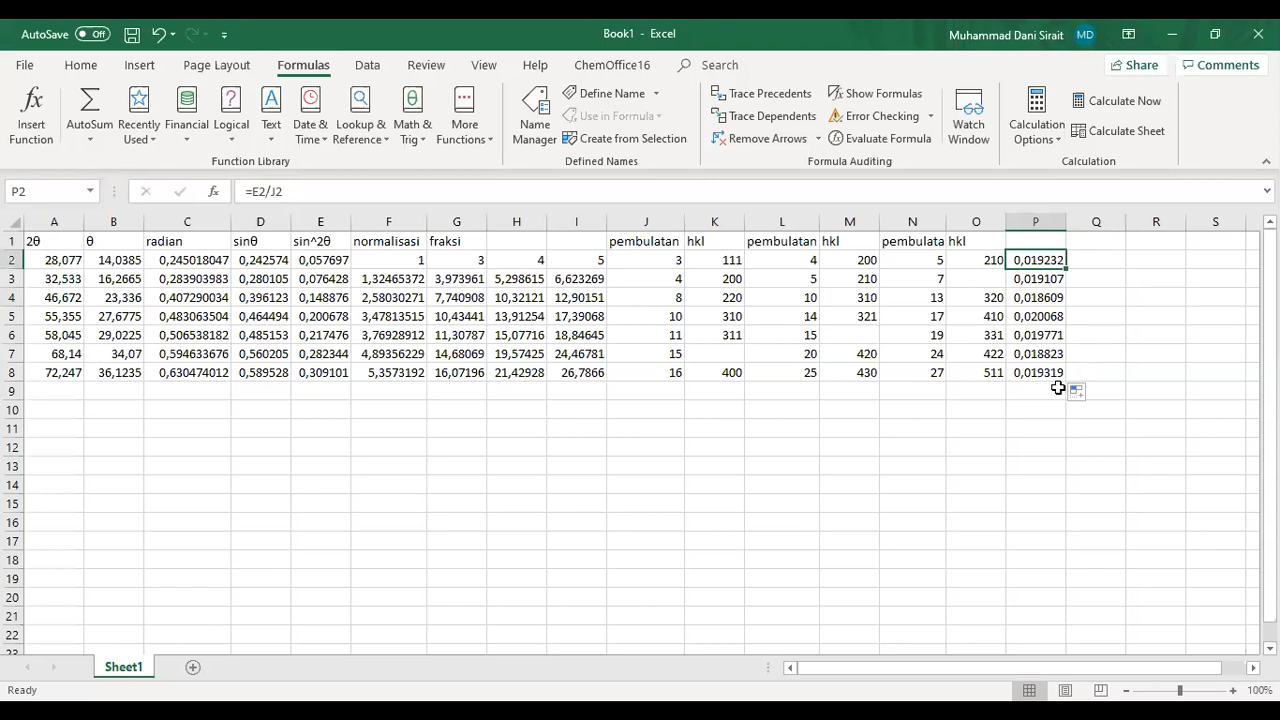 AutoSave Off Book1 - Excel Muhammad Dani Sirait MD
File Home Insert Page Layout Formulas Data Review View Help ChemOffice16 Search Share Comments
Insert Function
AutoSum
Recently Used
Financial
Logical
Text
Date & Time
Lookup & Reference
Math & Trig
More Functions
Function Library
Name Manager
Define Name
Use in Formula
Create from Selection
Defined Names
Trace Precedents
Trace Dependents
Remove Arrows
Show Formulas
Error Checking
Evaluate Formula
Formula Auditing
Watch Window
Calculation Options
Calculate Now
Calculate Sheet
Calculation
P2 fx =E2/J2
A B C D E F G H I J K L M N O P Q R S
1 2θ θ radian sinθ sin^2θ normalisasi fraksi pembulatan hkl pembulatan hkl pembulata hkl
2 28,077 14,0385 0,245018047 0,242574 0,057697 1 3 4 5 3 111 4 200 5 210 0,019232
3 32,533 16,2665 0,283903983 0,280105 0,076428 1,32465372 3,973961 5,298615 6,623269 4 200 5 210 7 0,019107
4 46,672 23,336 0,407290034 0,396123 0,148876 2,58030271 7,740908 10,32121 12,90151 8 220 10 310 13 320 0,018609
5 55,355 27,6775 0,483063504 0,464494 0,200678 3,47813515 10,43441 13,91254 17,39068 10 310 14 321 17 410 0,020068
6 58,045 29,0225 0,506538182 0,485153 0,217476 3,76928912 11,30787 15,07716 18,84645 11 311 15 19 331 0,019771
7 68,14 34,07 0,594633676 0,560205 0,282344 4,89356229 14,68069 19,57425 24,46781 15 20 420 24 422 0,018823
8 72,247 36,1235 0,630474012 0,589528 0,309101 5,3573192 16,07196 21,42928 26,7866 16 400 25 430 27 511 0,019319
9
10
11
12
13
14
15
16
17
18
19
20
21
22
23
Sheet1
Ready 100%